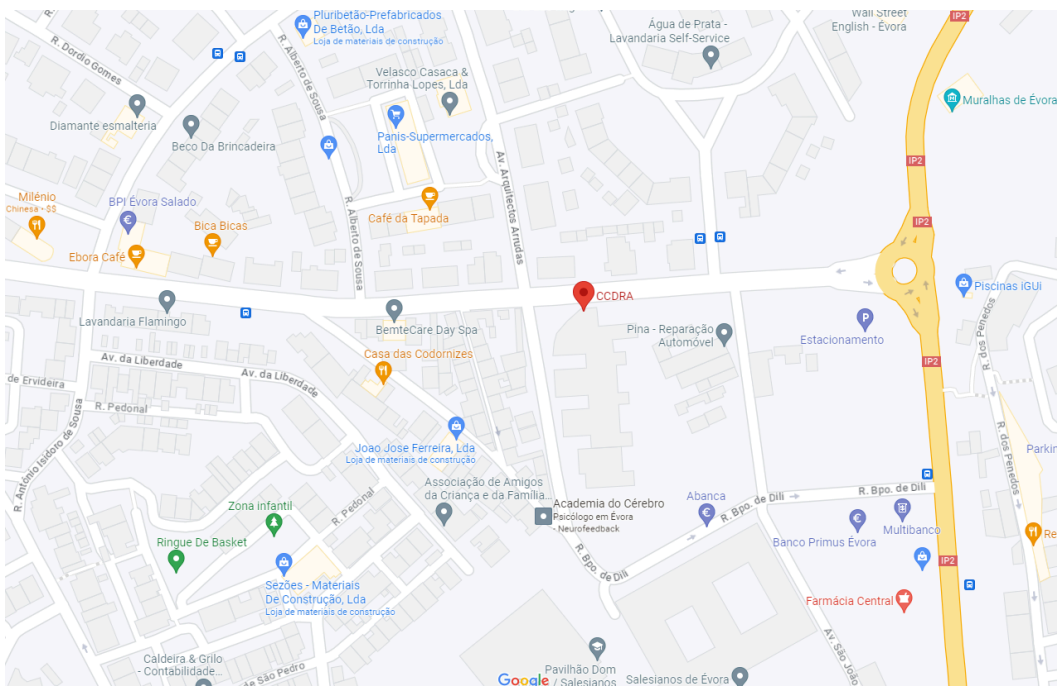 Pluribetão-Prefabricados
De Betão, Lda
Loja de materiais de construção
R. Alberto de Sousa
Água de Prata -
Lavandaria Self-Service
Wall Street
English - Évora
IP2
R. Dordio Gomes
Velasco Casaca &
Torrinha Lopes, Lda
Muralhas de Évora
Diamante esmalteria
Beco Da Brincadeira
Panis-Supermercados,
Lda
Av. Arquitectos Arrudas
IP2
Milénio
Chinesa - $$
BPI Évora Salado
Bica Bicas
R. Alberto de Sousa
Café da Tapada
IP2
Ebora Café
CCDRA
Piscinas iGUi
Lavandaria Flamingo
BemteCare Day Spa
Pina - Reparação
Automóvel
Estacionamento
R. dos Penedos
Av. da Liberdade
Av. da Liberdade
Casa das Codornizes
IP2
de Ervideira
R. Pedonal
R. António Isidoro de Sousa
Joao Jose Ferreira, Lda
Loja de materiais de construção
R. dos Penedos
Parkin
Associação de Amigos
da Criança e da Família...
Academia do Cérebro
Psicólogo em Évora
- Neurofeedback
Abanca
R. Bpo. de Dili
R. Bpo. de Dili
Zona infantil
R. Pedonal
Ringue De Basket
Banco Primus Évora
Multibanco
Re
IP2
R. Bpo. de Dili
Sezões - Materiais
De Construção, Lda
Loja de materiais de construção
Farmácia Central
Av. São João
Caldeira & Grilo
- Contabilidade...
de São Pedro
Google
Pavilhão Dom
/ Salesianos
Salesianos de Évora